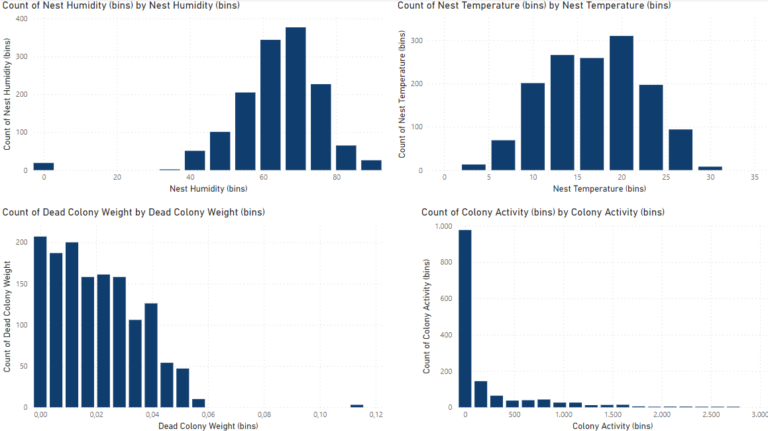 Count of Nest Humidity (bins) by Nest Humidity (bins)
400
300
200
100
0
Count of Nest Humidity (bins)
0 20 40 60 80
Nest Humidity (bins)
Count of Nest Temperature (bins) by Nest Temperature (bins)
300
200
100
0
Count of Nest Temperature (bins)
0 5 10 15 20 25 30 35
Nest Temperature (bins)
Count of Dead Colony Weight by Dead Colony Weight (bins)
200
150
100
50
0
Count of Dead Colony Weight
0,00 0,02 0,04 0,06 0,08 0,10 0,12
Dead Colony Weight (bins)
Count of Colony Activity (bins) by Colony Activity (bins)
1.000
800
600
400
200
0
Count of Colony Activity (bins)
0 500 1.000 1.500 2.000 2.500 3.000
Colony Activity (bins)